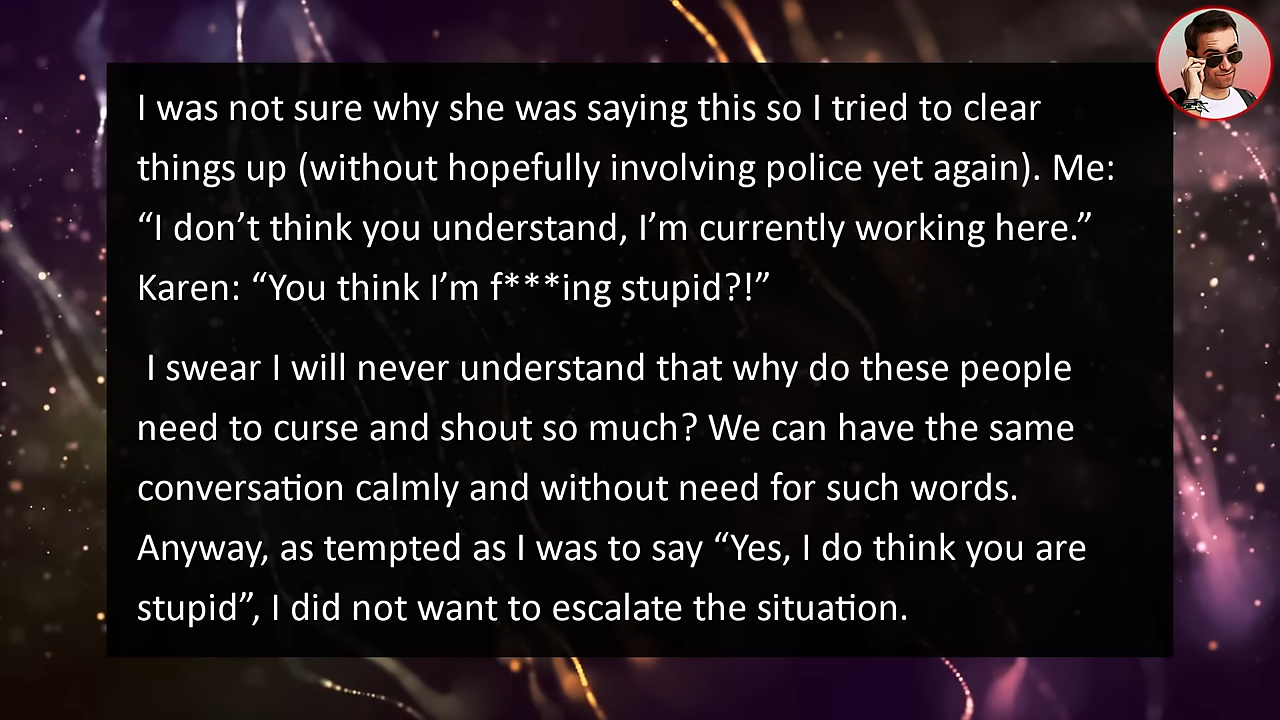 I was not sure why she was saying this so I tried to clear
things up (without hopefully involving police yet again). Me:
“I don’t think you understand, I’m currently working here.”
Karen: “You think I’m f***ing stupid?!”
I swear I will never understand that why do these people
need to curse and shout so much? We can have the same
conversation calmly and without need for such words.
Anyway, as tempted as I was to say “Yes, I do think you are
stupid”, I did not want to escalate the situation.